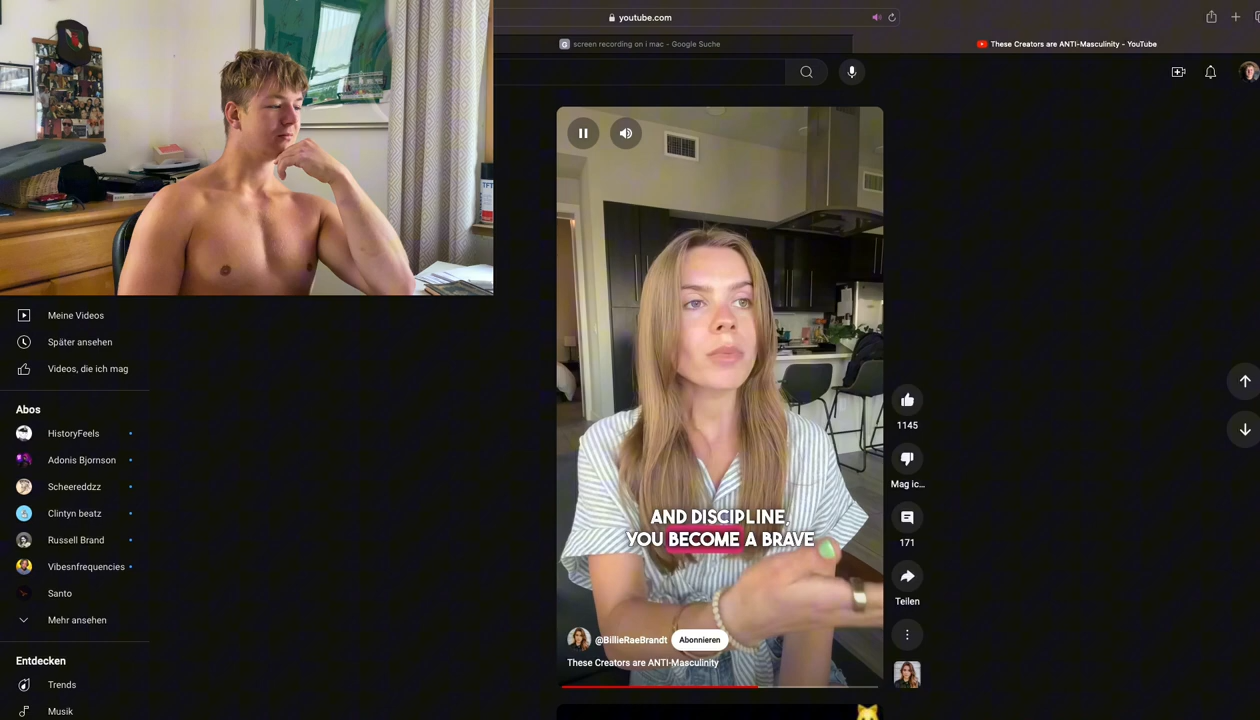 youtube.com
G screen recording on i mac - Google Suche
These Creators are ANTI-Masculinity - YouTube
TFT
Meine Videos
Später ansehen
Videos, die ich mag
Abos
HistoryFeels
Adonis Bjornson
Scheereddzz
Clintyn beatz
Russell Brand
Vibesnfrequencies
Santo
Mehr ansehen
Entdecken
Trends
Musik
AND DISCIPLINE,
YOU BECOME A BRAVE
@BillieRaeBrandt Abonnieren
These Creators are ANTI-Masculinity
1145
Mag ic...
171
Teilen